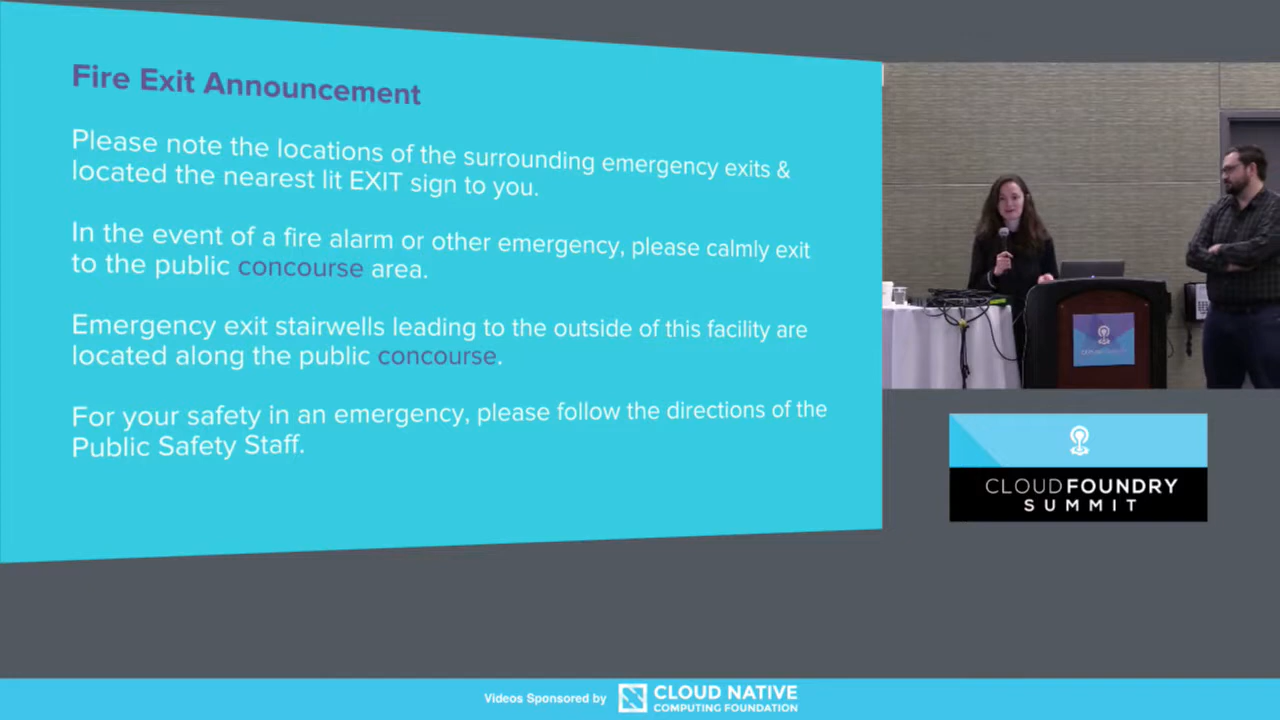 Fire Exit Announcement
Please note the locations of the surrounding emergency exits &
located the nearest lit EXIT sign to you.
In the event of a fire alarm or other emergency, please calmly exit
to the public concourse area.
Emergency exit stairwells leading to the outside of this facility are
located along the public concourse.
For your safety in an emergency, please follow the directions of the
Public Safety Staff.
CLOUDFOUNDRY
SUMMIT
Videos Sponsored by
CLOUD NATIVE
COMPUTING FOUNDATION